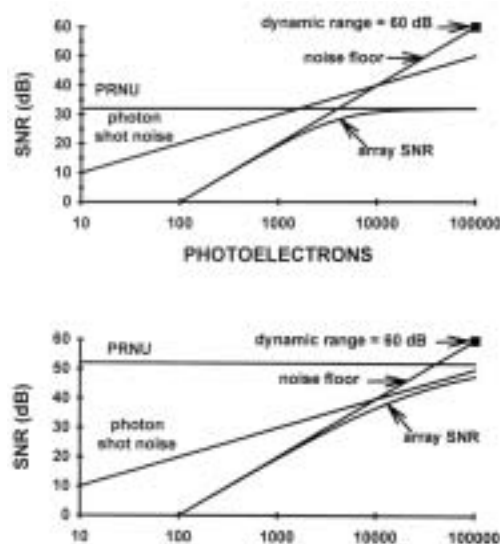 dynamic range = 60 dB
noise floor
PRNU
photon
shot noise
array SNR
SNR (dB)
60
50
40
30
20
10
0
10 100 1000 10000 100000
PHOTOELECTRONS
dynamic range = 60 dB
PRNU
noise floor
photon
shot noise
array SNR
SNR (dB)
60
50
40
30
20
10
0
10 100 1000 10000 100000